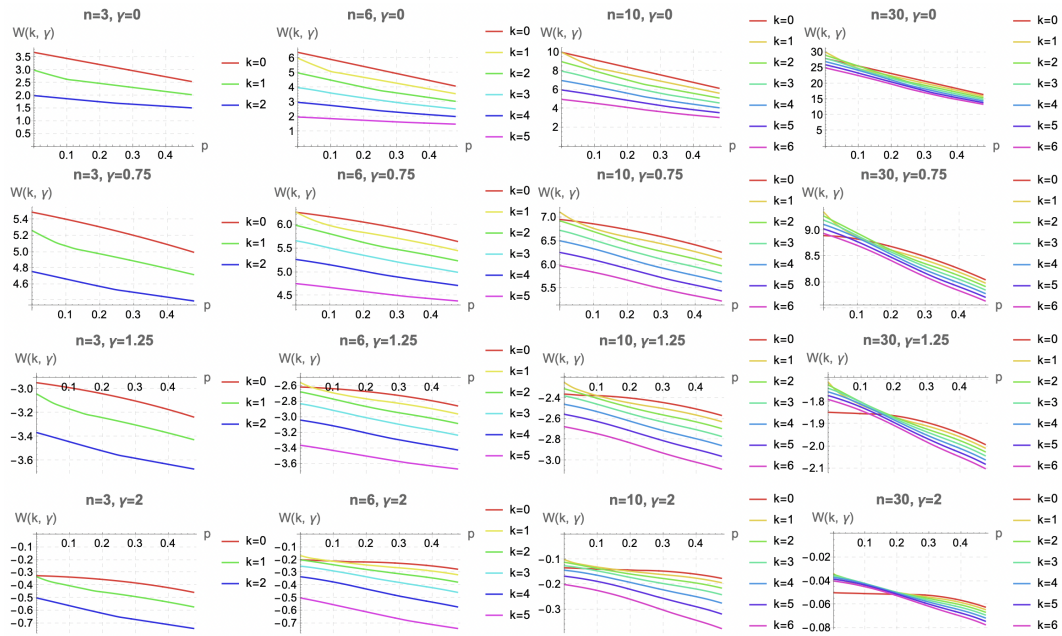 n=3, γ=0
W(k, γ)
3.5
3.0
2.5
2.0
1.5
1.0
0.5
0.1 0.2 0.3 0.4 p
k=0
k=1
k=2
n=6, γ=0
W(k, γ)
6
5
4
3
2
1
0.1 0.2 0.3 0.4 p
k=0
k=1
k=2
k=3
k=4
k=5
n=10, γ=0
W(k, γ)
10
8
6
4
2
0.1 0.2 0.3 0.4 p
k=0
k=1
k=2
k=3
k=4
k=5
k=6
n=30, γ=0
W(k, γ)
30
25
20
15
10
5
0.1 0.2 0.3 0.4 p
k=0
k=1
k=2
k=3
k=4
k=5
k=6
n=3, γ=0.75
W(k, γ)
5.4
5.2
5.0
4.8
4.6
0.1 0.2 0.3 0.4 p
k=0
k=1
k=2
n=6, γ=0.75
W(k, γ)
6.0
5.5
5.0
4.5
0.1 0.2 0.3 0.4 p
k=0
k=1
k=2
k=3
k=4
k=5
n=10, γ=0.75
W(k, γ)
7.0
6.5
6.0
5.5
0.1 0.2 0.3 0.4 p
k=0
k=1
k=2
k=3
k=4
k=5
k=6
n=30, γ=0.75
W(k, γ)
9.0
8.5
8.0
0.1 0.2 0.3 0.4 p
k=0
k=1
k=2
k=3
k=4
k=5
k=6
n=3, γ=1.25
W(k, γ)
0.1 0.2 0.3 0.4 p
-3.0
-3.2
-3.4
-3.6
k=0
k=1
k=2
n=6, γ=1.25
W(k, γ)
0.1 0.2 0.3 0.4 p
-2.6
-2.8
-3.0
-3.2
-3.4
-3.6
k=0
k=1
k=2
k=3
k=4
k=5
n=10, γ=1.25
W(k, γ)
0.1 0.2 0.3 0.4 p
-2.4
-2.6
-2.8
-3.0
k=0
k=1
k=2
k=3
k=4
k=5
k=6
n=30, γ=1.25
W(k, γ)
0.1 0.2 0.3 0.4 p
-1.8
-1.9
-2.0
-2.1
k=0
k=1
k=2
k=3
k=4
k=5
k=6
n=3, γ=2
W(k, γ)
0.1 0.2 0.3 0.4 p
-0.1
-0.2
-0.3
-0.4
-0.5
-0.6
-0.7
k=0
k=1
k=2
n=6, γ=2
W(k, γ)
0.1 0.2 0.3 0.4 p
-0.1
-0.2
-0.3
-0.4
-0.5
-0.6
-0.7
k=0
k=1
k=2
k=3
k=4
k=5
n=10, γ=2
W(k, γ)
0.1 0.2 0.3 0.4 p
-0.1
-0.2
-0.3
k=0
k=1
k=2
k=3
k=4
k=5
k=6
n=30, γ=2
W(k, γ)
0.1 0.2 0.3 0.4 p
-0.02
-0.04
-0.06
-0.08
k=0
k=1
k=2
k=3
k=4
k=5
k=6